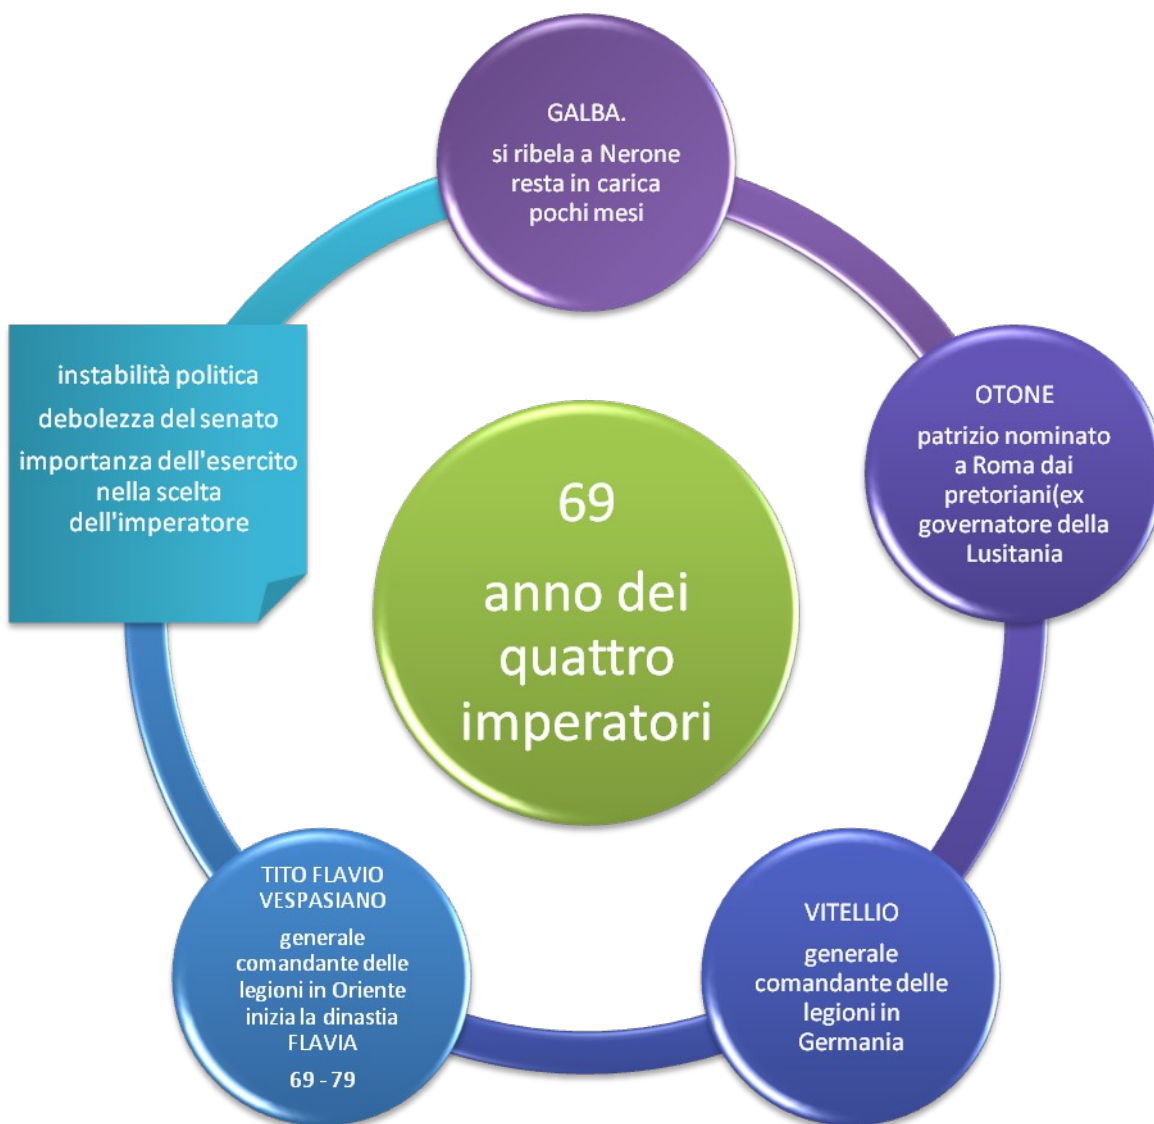 GALBA.
si ribela a Nerone
resta in carica
pochi mesi
OTONE
patrizio nominato
a Roma dai
pretoriani(ex
governatore della
Lusitania
VITELLIO
generale
comandante delle
legioni in
Germania
TITO FLAVIO
VESPASIANO
generale
comandante delle
legioni in Oriente
inizia la dinastia
FLAVIA
69 - 79
instabilità politica
debolezza del senato
importanza dell'esercito
nella scelta
dell'imperatore
69
anno dei
quattro
imperatori